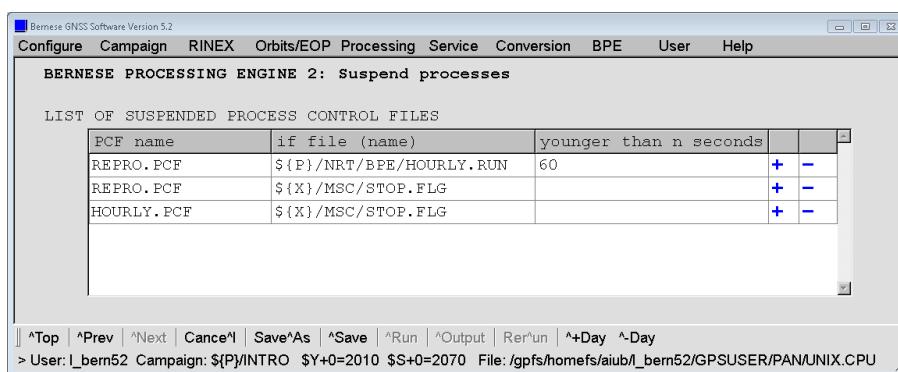 Bernese GNSS Software Version 5.2
Configure Campaign RINEX Orbits/EOP Processing Service Conversion BPE User Help
BERNESE PROCESSING ENGINE 2: Suspend processes
LIST OF SUSPENDED PROCESS CONTROL FILES
PCF name if file (name) younger than n seconds
REPRO.PCF ${P}/NRT/BPE/HOURLY.RUN 60 + −
REPRO.PCF ${X}/MSC/STOP.FLG + −
HOURLY.PCF ${X}/MSC/STOP.FLG + −
^Top | ^Prev | ^Next | Cance^l | Save^As | ^Save | ^Run | ^Output | Rer^un | ^+Day ^-Day
> User: l_bern52 Campaign: ${P}/INTRO $Y+0=2010 $S+0=2070 File: /gpfs/homefs/aiub/l_bern52/GPSUSER/PAN/UNIX.CPU